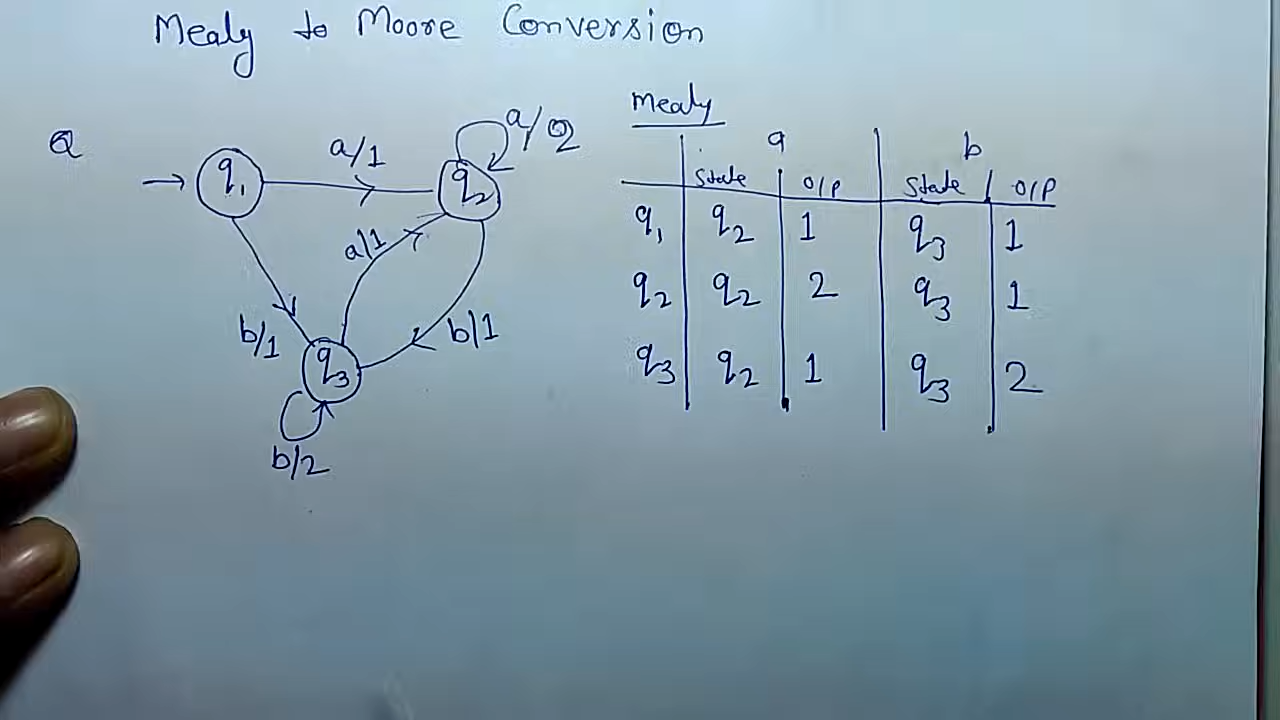 Mealy to Moore Conversion
Q
a/1
a/2
q1
q2
a/1
b/1
b/1
q3
b/2
Mealy
a b
State O/P State O/P
q1 q2 1 q3 1
q2 q2 2 q3 1
q3 q2 1 q3 2